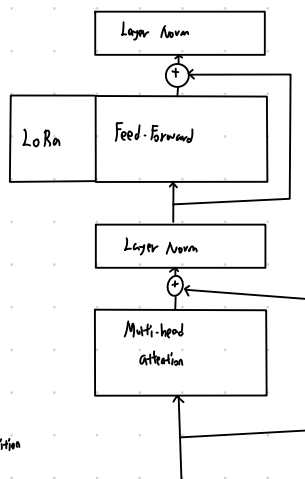 Layer Norm
+
LoRa
Feed-Forward
Layer Norm
+
Multi-head
attention